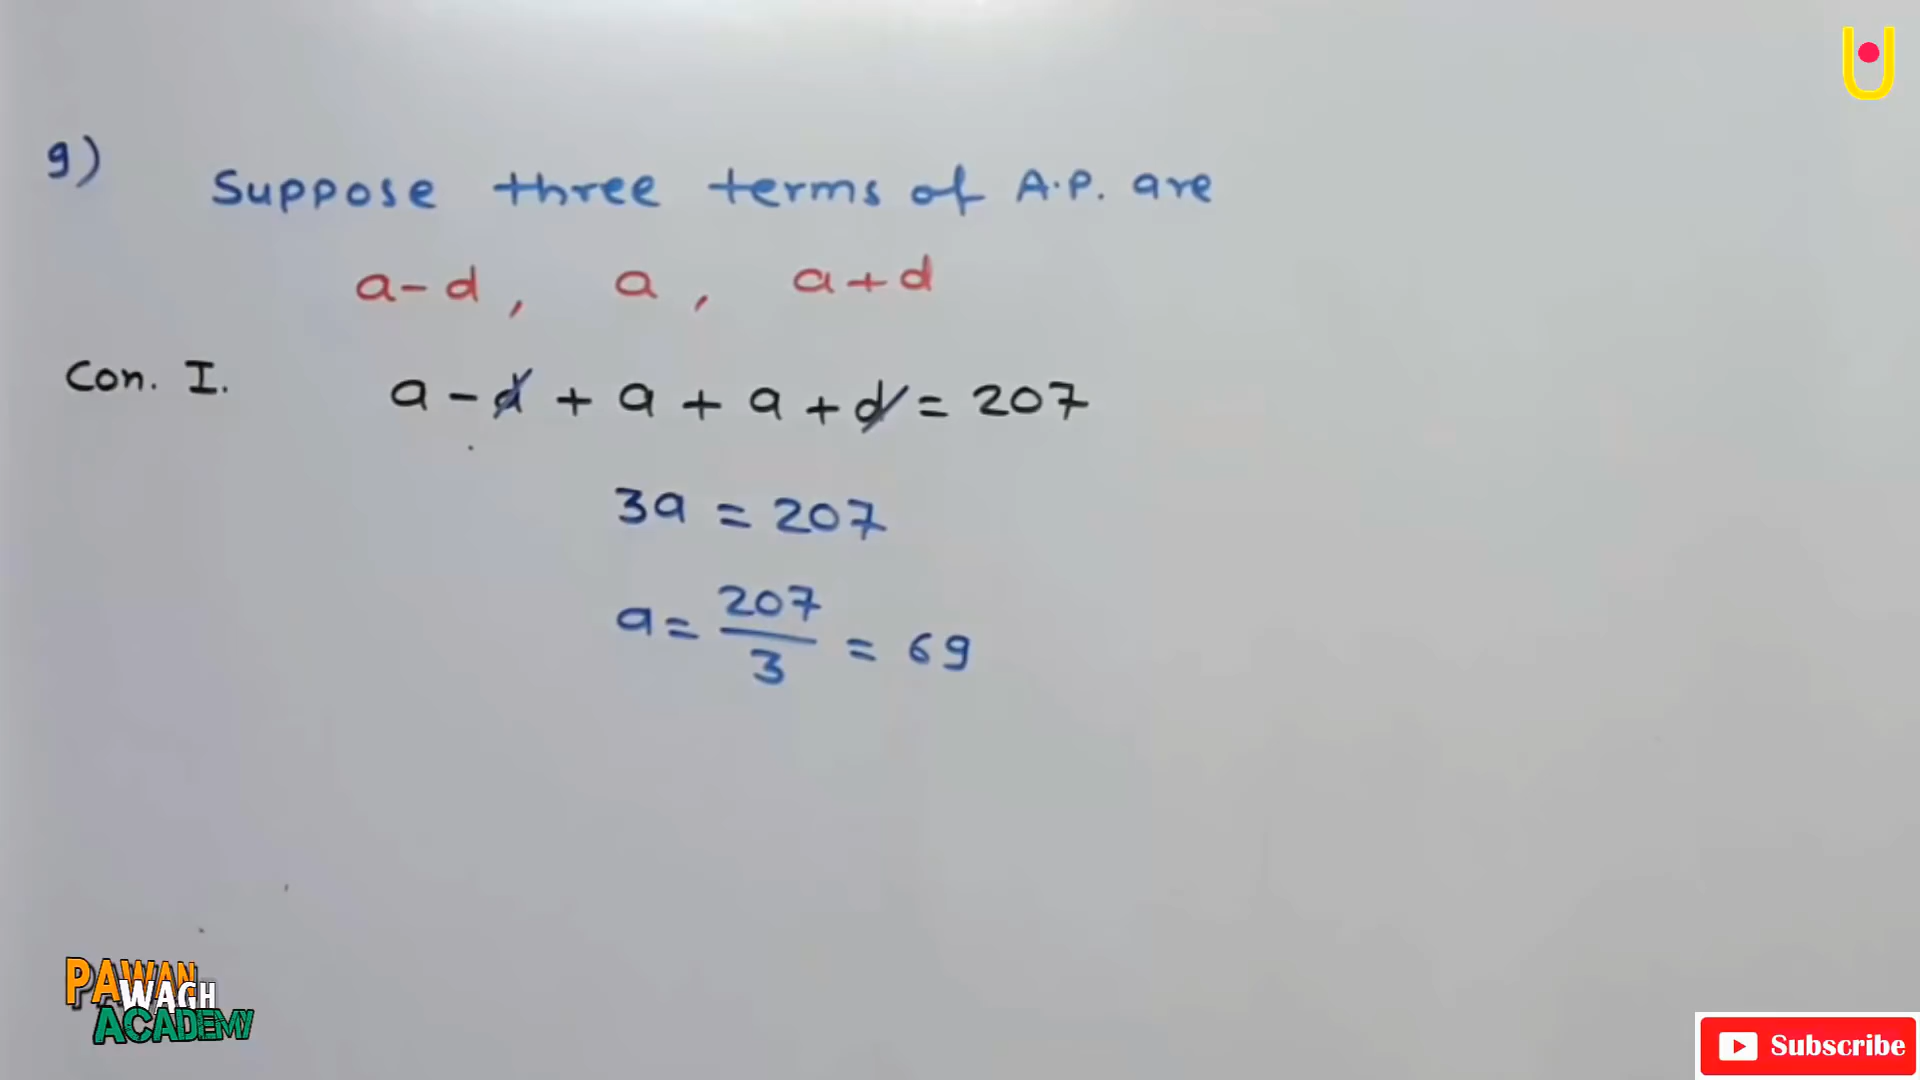 9)
Suppose three terms of A.P. are
a-d, a, a+d
Con. I. a - d + a + a + d = 207
3a = 207
a = 207/3 = 69
PAWAN
WAGH
ACADEMY
Subscribe